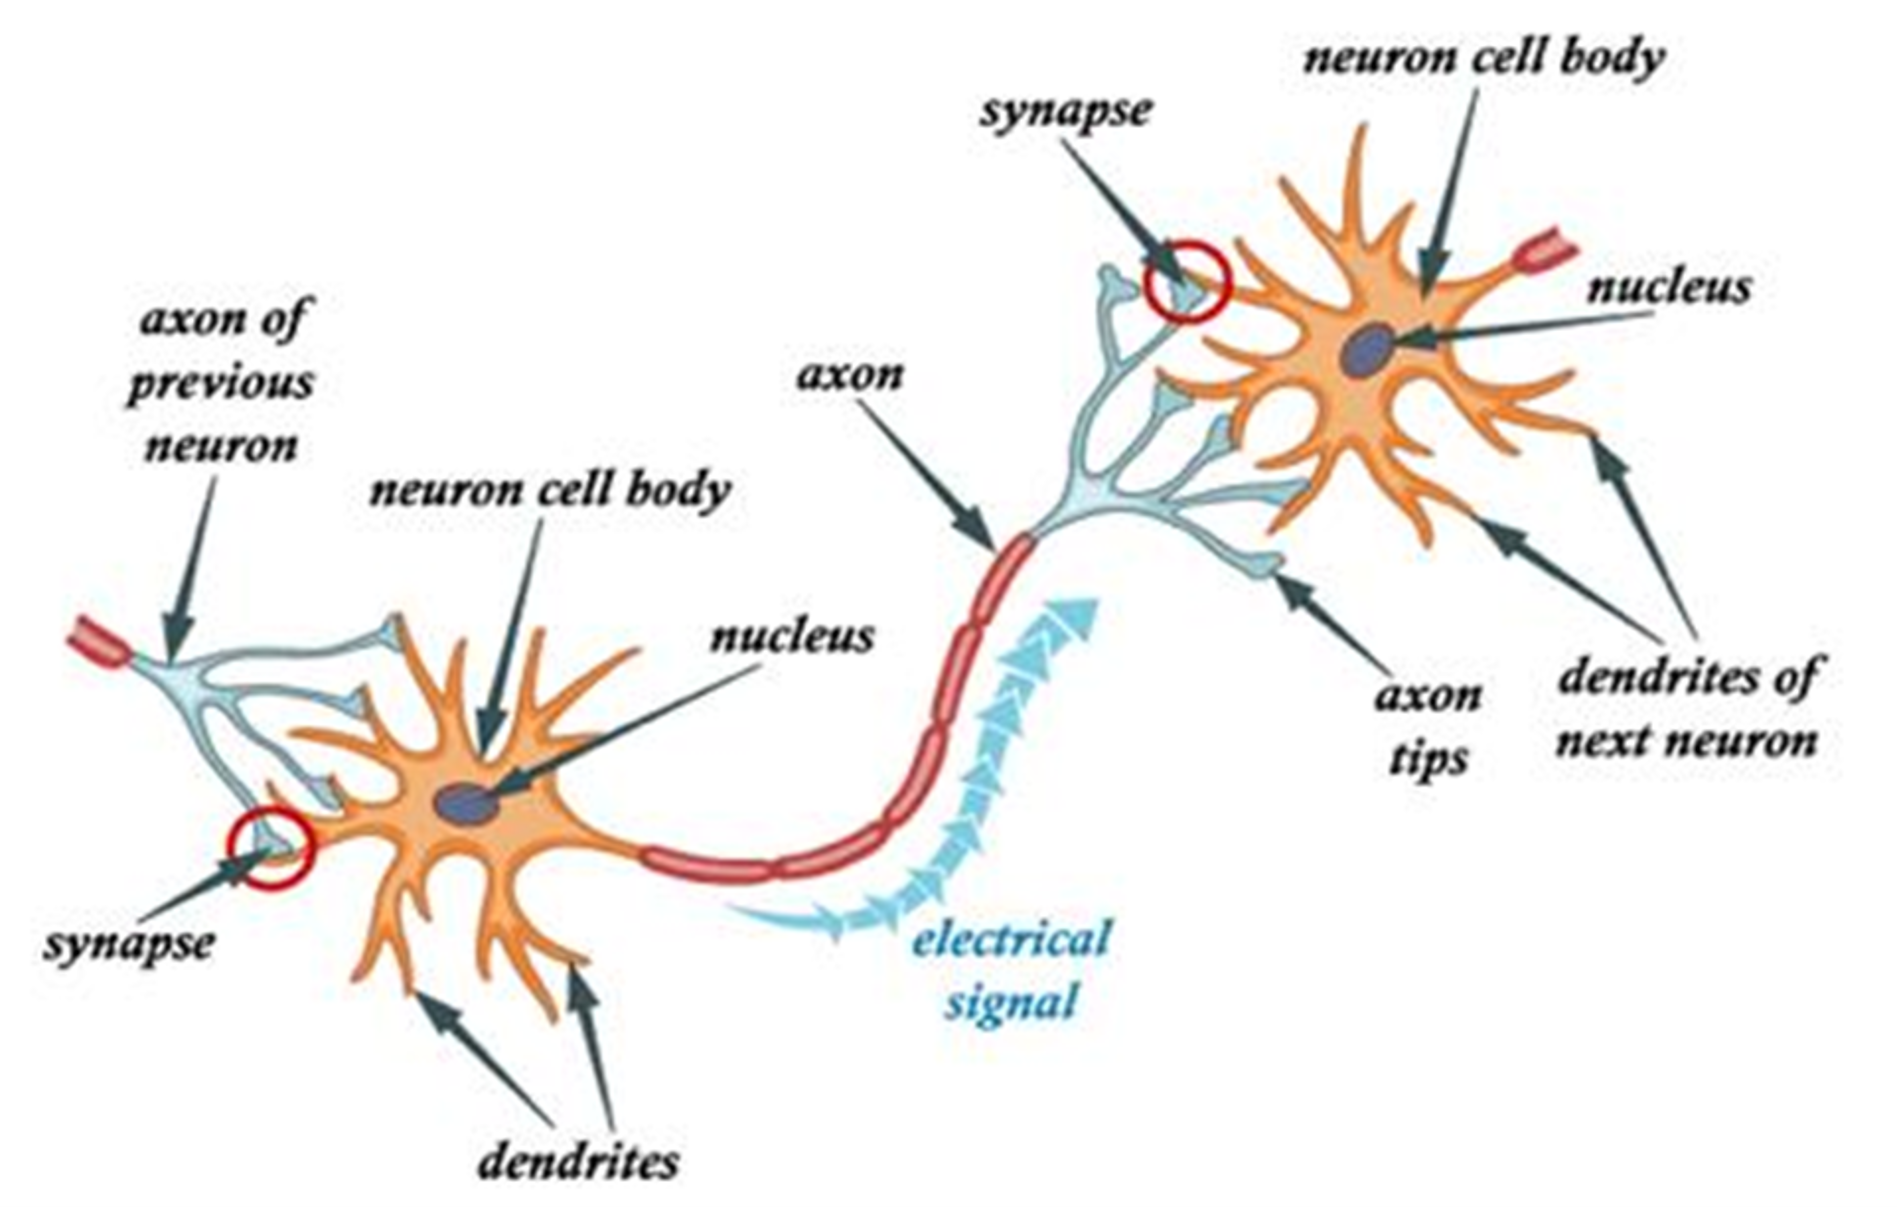 neuron cell body
synapse
nucleus
axon of
previous
neuron
axon
neuron cell body
nucleus
axon
tips
dendrites of
next neuron
synapse
electrical
signal
dendrites